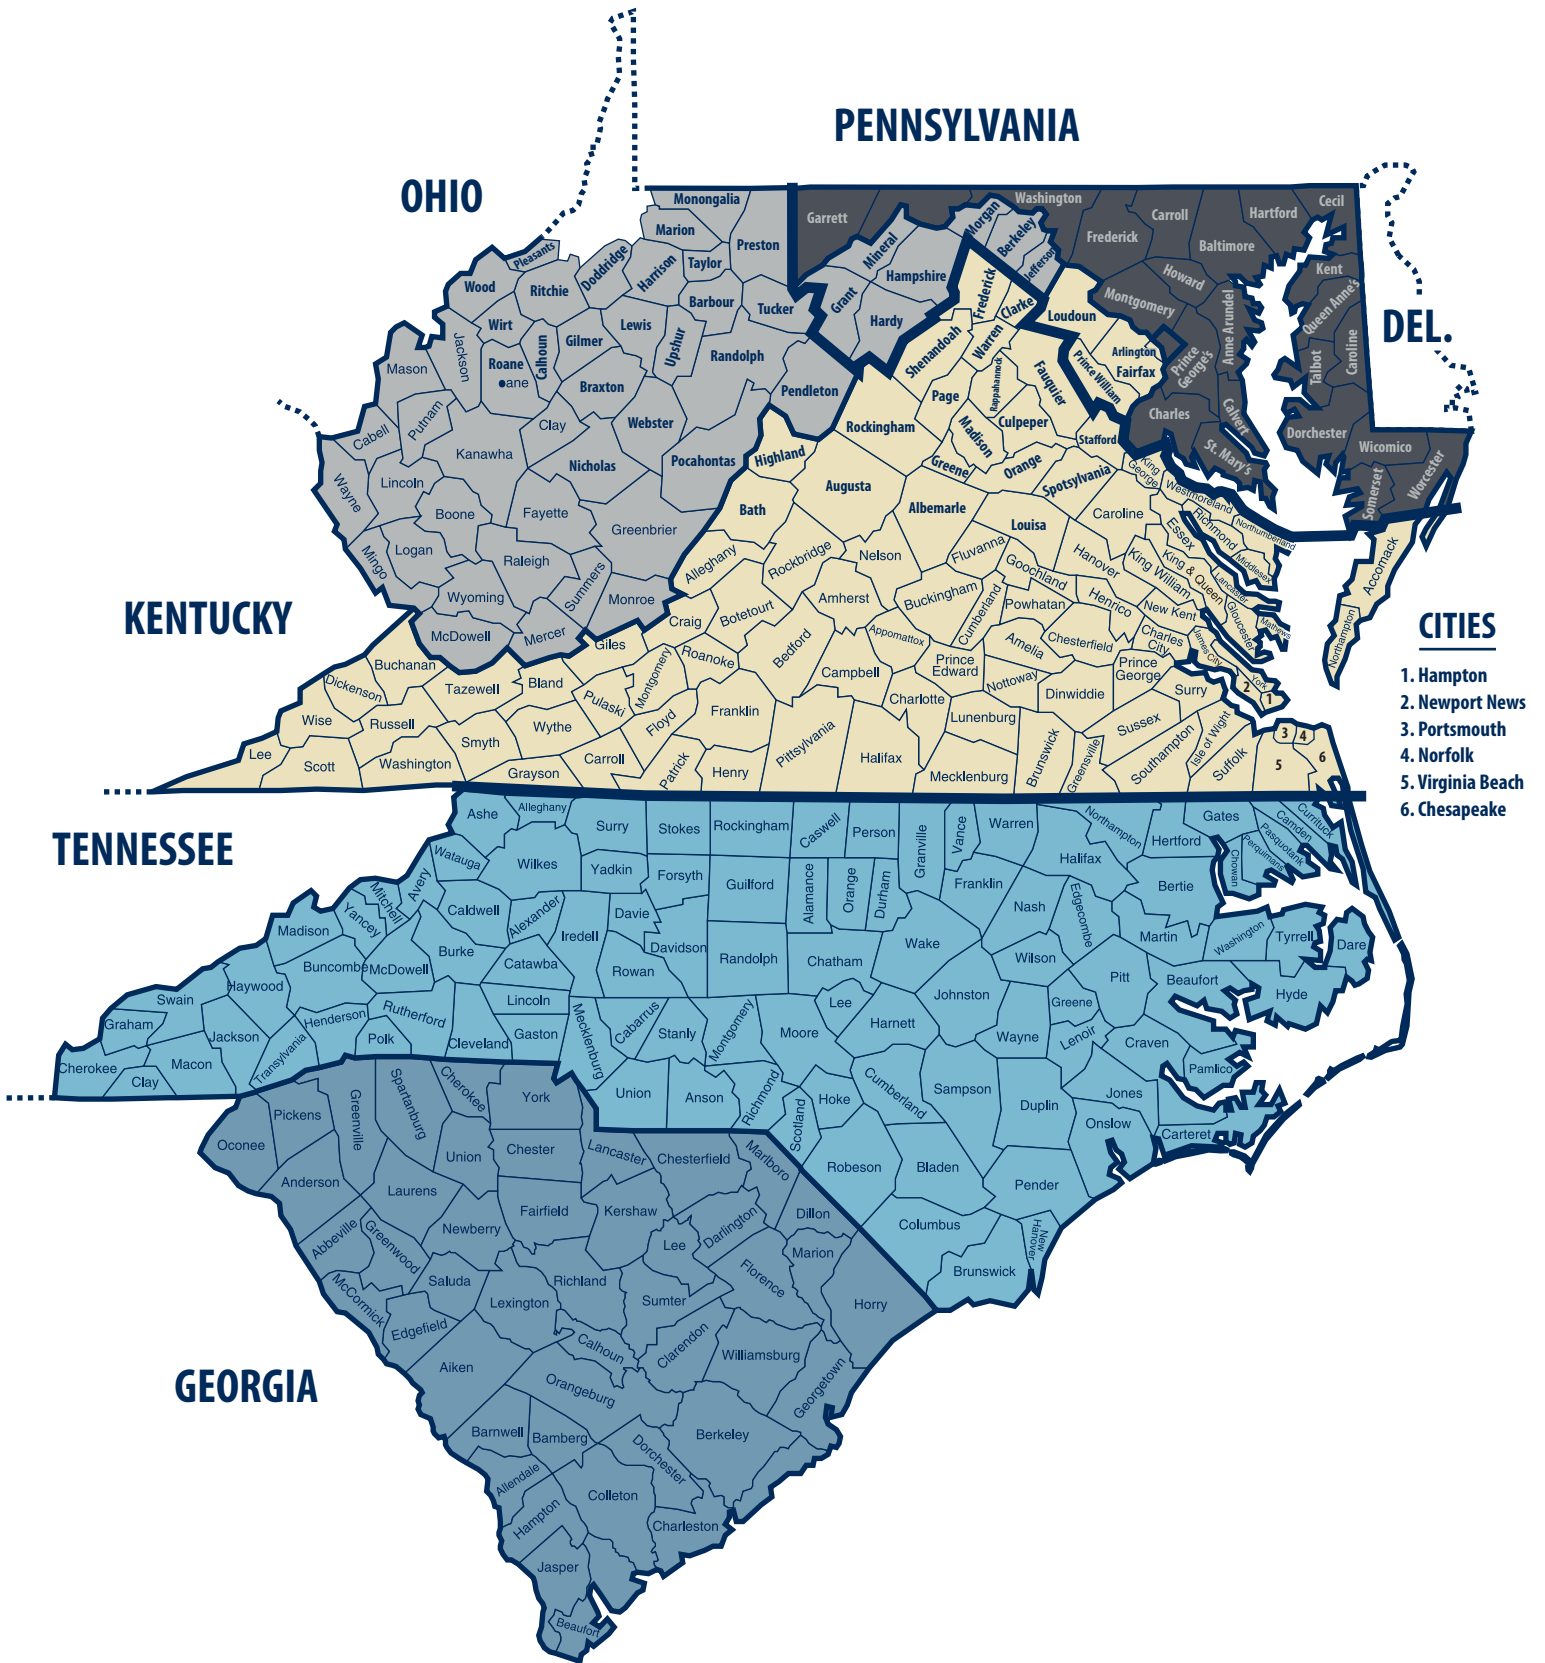 PENNSYLVANIA
OHIO
DEL.
KENTUCKY
TENNESSEE
GEORGIA
CITIES
1. Hampton
2. Newport News
3. Portsmouth
4. Norfolk
5. Virginia Beach
6. Chesapeake
Monongalia
Marion
Preston
Pleasants
Doddridge
Harrison
Taylor
Wood
Ritchie
Barbour
Tucker
Wirt
Lewis
Mason
Jackson
Roane
ane
Calhoun
Gilmer
Upshur
Randolph
Braxton
Pendleton
Cabell
Putnam
Clay
Webster
Kanawha
Nicholas
Pocahontas
Wayne
Lincoln
Boone
Fayette
Greenbrier
Mingo
Logan
Raleigh
Summers
Wyoming
Monroe
McDowell
Mercer
Mineral
Hampshire
Grant
Hardy
Morgan
Berkeley
Jefferson
Garrett
Washington
Frederick
Carroll
Baltimore
Hartford
Cecil
Kent
Howard
Montgomery
Anne Arundel
Queen Anne's
Prince
George's
Talbot
Caroline
Charles
Calvert
St. Mary's
Dorchester
Wicomico
Somerset
Worcester
Frederick
Clarke
Loudoun
Shenandoah
Warren
Fauquier
Prince William
Arlington
Fairfax
Page
Rappahannock
Rockingham
Madison
Culpeper
Stafford
Highland
Greene
Orange
Spotsylvania
King
George
Augusta
Albemarle
Louisa
Caroline
Westmoreland
Bath
Essex
Richmond
Northumberland
Alleghany
Rockbridge
Nelson
Fluvanna
Goochland
Hanover
King William
King & Queen
Middlesex
Lancaster
Accomack
Craig
Botetourt
Amherst
Buckingham
Cumberland
Powhatan
Henrico
New Kent
Gloucester
Mathews
Northampton
Giles
Roanoke
Bedford
Appomattox
Amelia
Chesterfield
Charles
City
James City
York
Buchanan
Campbell
Prince
Edward
Prince
George
Dickenson
Tazewell
Bland
Pulaski
Montgomery
Charlotte
Nottoway
Dinwiddie
Surry
2
1
Wise
Russell
Wythe
Floyd
Franklin
Pittsylvania
Lunenburg
Sussex
Isle of Wight
3
4
Lee
Scott
Washington
Smyth
Grayson
Carroll
Patrick
Henry
Halifax
Mecklenburg
Brunswick
Greensville
Southampton
Suffolk
5
6
Ashe
Alleghany
Surry
Stokes
Rockingham
Caswell
Person
Granville
Vance
Warren
Northampton
Hertford
Gates
Currituck
Camden
Pasquotank
Perquimans
Chowan
Watauga
Wilkes
Yadkin
Forsyth
Guilford
Alamance
Orange
Durham
Franklin
Halifax
Bertie
Mitchell
Avery
Yancey
Caldwell
Alexander
Iredell
Davie
Davidson
Nash
Edgecombe
Martin
Washington
Tyrrell
Dare
Madison
Buncombe
McDowell
Burke
Catawba
Rowan
Randolph
Chatham
Wake
Wilson
Pitt
Beaufort
Hyde
Swain
Haywood
Graham
Jackson
Henderson
Rutherford
Lincoln
Cabarrus
Stanly
Montgomery
Moore
Lee
Harnett
Johnston
Greene
Lenoir
Wayne
Craven
Pamlico
Cherokee
Clay
Macon
Transylvania
Polk
Cleveland
Gaston
Mecklenburg
Union
Anson
Richmond
Scotland
Hoke
Cumberland
Sampson
Duplin
Jones
Onslow
Carteret
Robeson
Bladen
Pender
Columbus
New
Hanover
Brunswick
Oconee
Pickens
Greenville
Spartanburg
Cherokee
York
Anderson
Union
Chester
Lancaster
Chesterfield
Marlboro
Laurens
Abbeville
Greenwood
Newberry
Fairfield
Kershaw
Lee
Darlington
Dillon
Marion
McCormick
Saluda
Lexington
Richland
Sumter
Florence
Horry
Edgefield
Aiken
Calhoun
Clarendon
Williamsburg
Georgetown
Orangeburg
Barnwell
Bamberg
Dorchester
Berkeley
Allendale
Hampton
Colleton
Charleston
Jasper
Beaufort